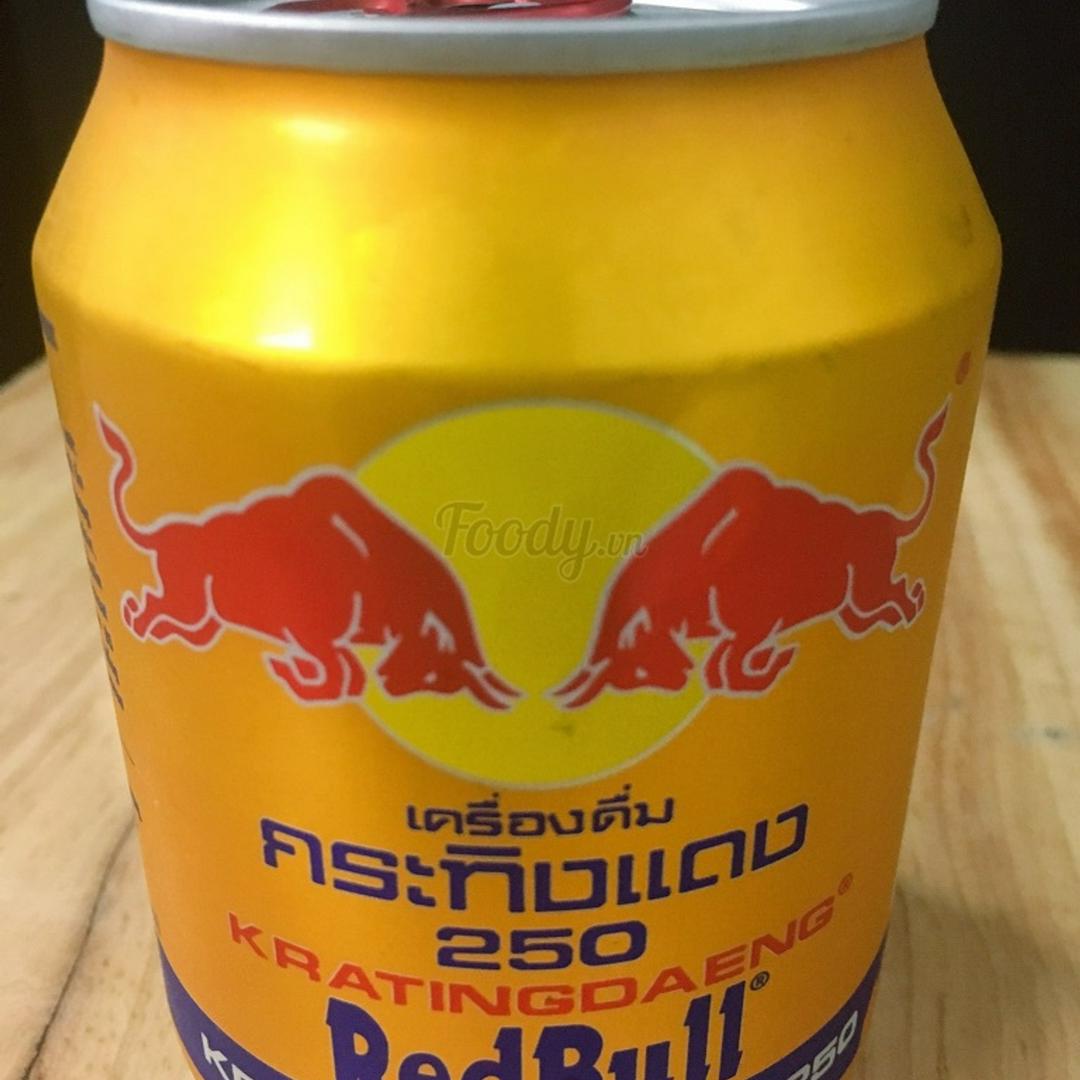 Foody.vn
เครื่องดื่ม
กระทิงแดง
250
KRATINGDAENG®
RedBull®
250